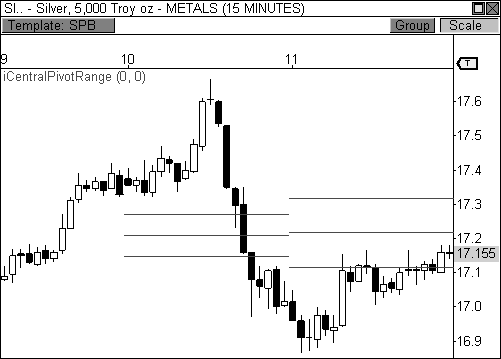 SI.. - Silver, 5,000 Troy oz - METALS (15 MINUTES)
Template: SPB
Group
Scale
9 10 11
T
iCentralPivotRange (0, 0)
17.6
17.5
17.4
17.3
17.2
17.155
17.1
17.0
16.9